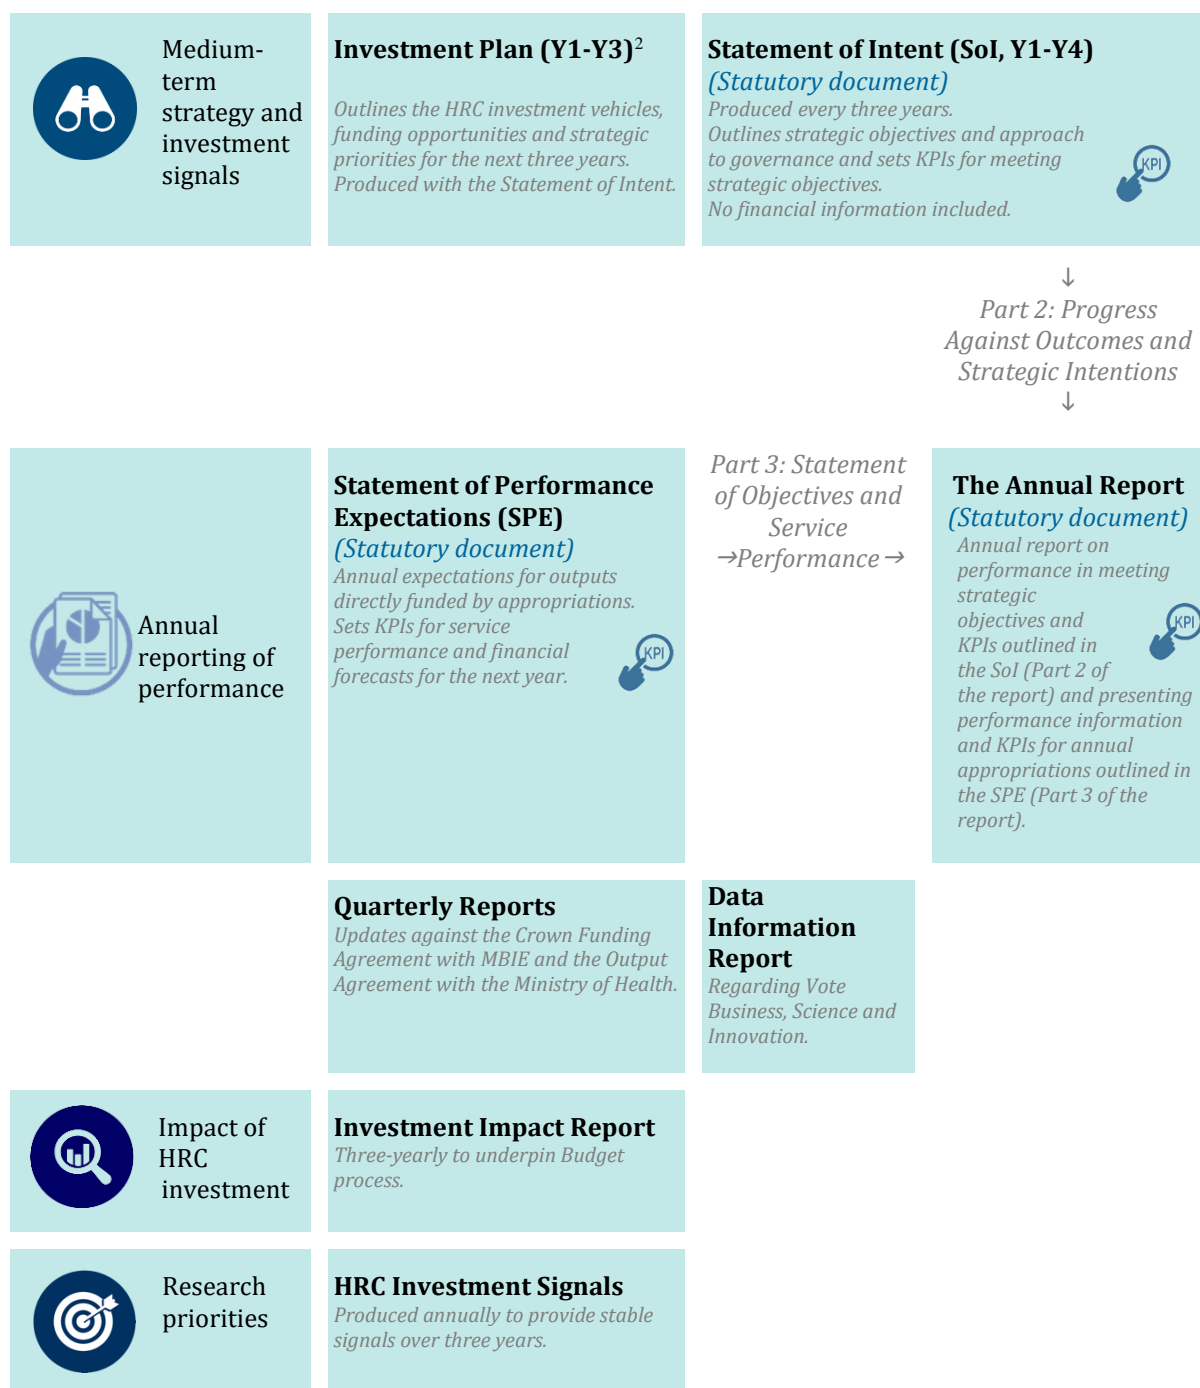 Medium-
term
strategy and
investment
signals
Investment Plan (Y1-Y3)2
Outlines the HRC investment vehicles,
funding opportunities and strategic
priorities for the next three years.
Produced with the Statement of Intent.
Statement of Intent (SoI, Y1-Y4)
(Statutory document)
Produced every three years.
Outlines strategic objectives and approach
to governance and sets KPIs for meeting
strategic objectives.
No financial information included.
KPI
↓
Part 2: Progress
Against Outcomes and
Strategic Intentions
↓
Annual
reporting of
performance
Statement of Performance
Expectations (SPE)
(Statutory document)
Annual expectations for outputs
directly funded by appropriations.
Sets KPIs for service
performance and financial
forecasts for the next year.
KPI
Part 3: Statement
of Objectives and
Service
→Performance→
The Annual Report
(Statutory document)
Annual report on
performance in meeting
strategic
objectives and
KPIs outlined in
the SoI (Part 2 of
the report) and presenting
performance information
and KPIs for annual
appropriations outlined in
the SPE (Part 3 of the
report).
KPI
Quarterly Reports
Updates against the Crown Funding
Agreement with MBIE and the Output
Agreement with the Ministry of Health.
Data
Information
Report
Regarding Vote
Business, Science and
Innovation.
Impact of
HRC
investment
Investment Impact Report
Three-yearly to underpin Budget
process.
Research
priorities
HRC Investment Signals
Produced annually to provide stable
signals over three years.